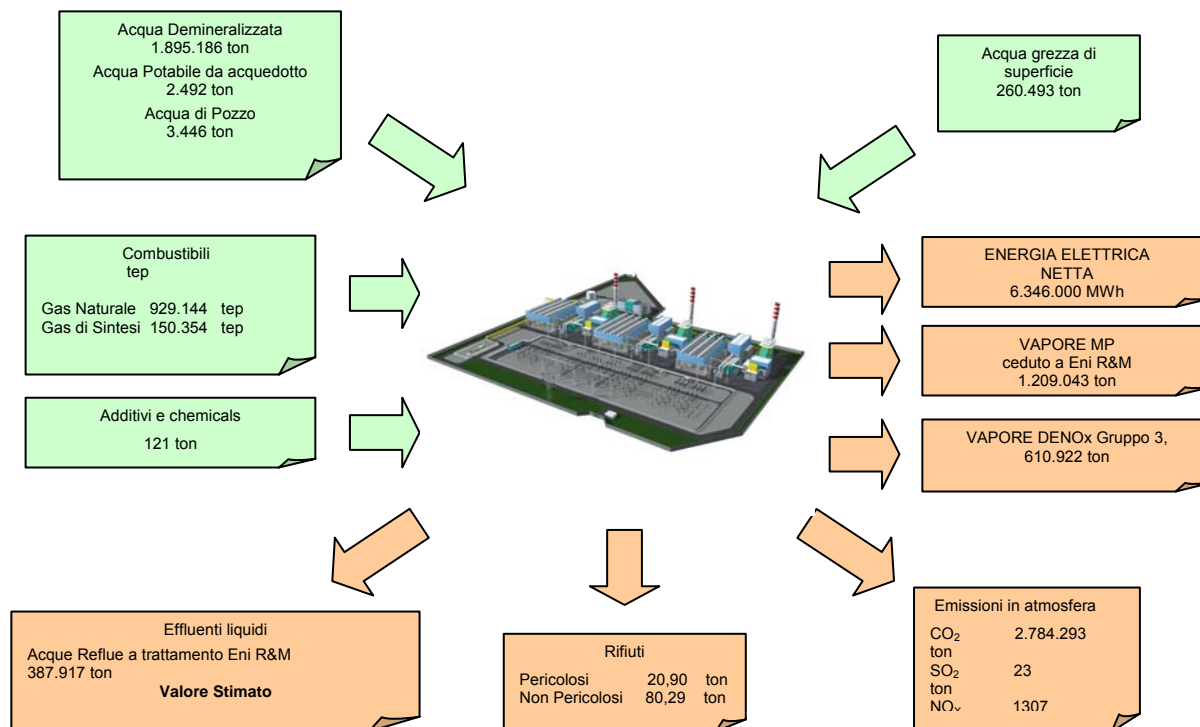 Acqua Demineralizzata
1.895.186 ton
Acqua Potabile da acquedotto
2.492 ton
Acqua di Pozzo
3.446 ton
Acqua grezza di
superficie
260.493 ton
Combustibili
tep
Gas Naturale 929.144 tep
Gas di Sintesi 150.354 tep
ENERGIA ELETTRICA
NETTA
6.346.000 MWh
VAPORE MP
ceduto a Eni R&M
1.209.043 ton
Additivi e chemicals
121 ton
VAPORE DENOx Gruppo 3,
610.922 ton
Effluenti liquidi
Acque Reflue a trattamento Eni R&M
387.917 ton
Valore Stimato
Rifiuti
Pericolosi 20,90 ton
Non Pericolosi 80,29 ton
Emissioni in atmosfera
CO2 2.784.293
ton
SO2 23
ton
NOx 1307